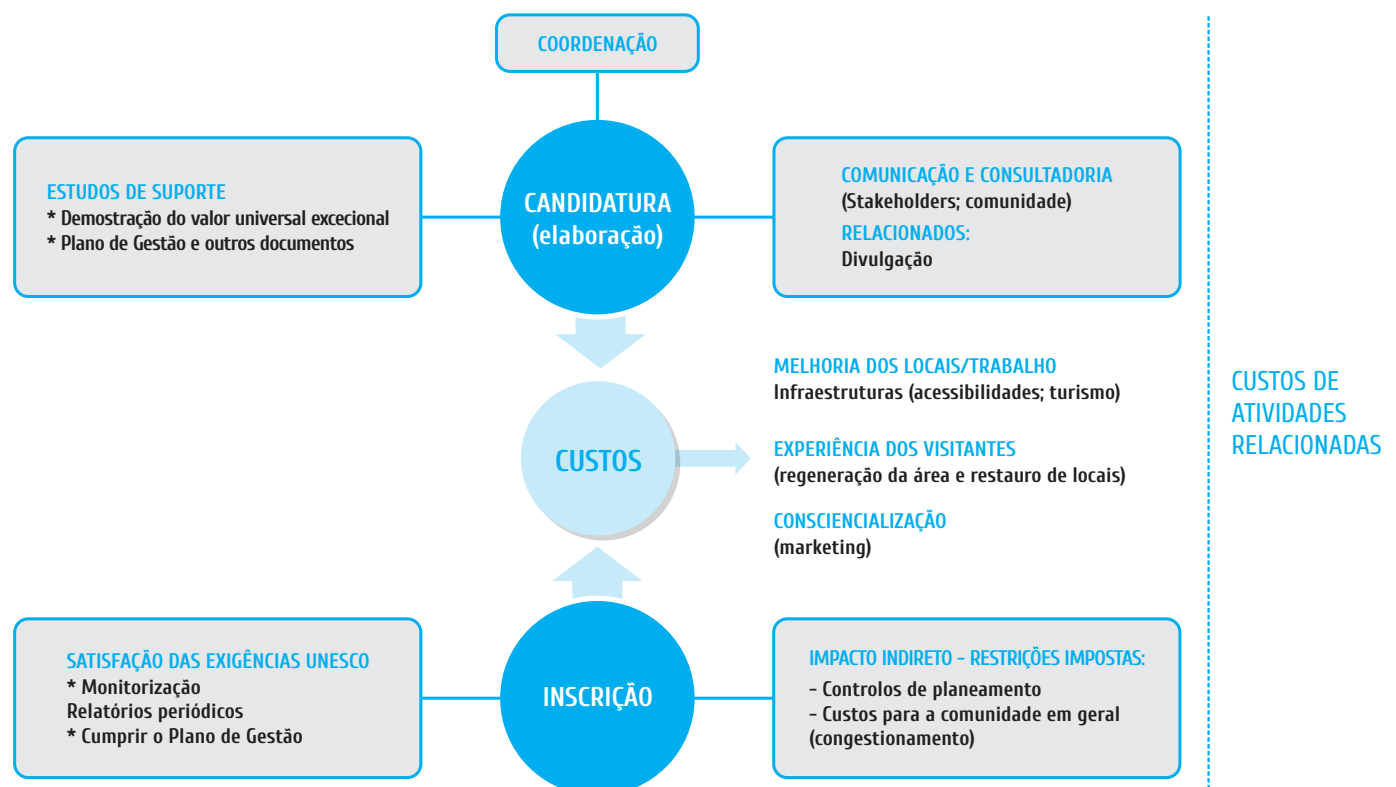 COORDENAÇÃO
ESTUDOS DE SUPORTE
* Demostração do valor universal excecional
* Plano de Gestão e outros documentos
CANDIDATURA
(elaboração)
COMUNICAÇÃO E CONSULTADORIA
(Stakeholders; comunidade)
RELACIONADOS:
Divulgação
CUSTOS
MELHORIA DOS LOCAIS/TRABALHO
Infraestruturas (acessibilidades; turismo)
EXPERIÊNCIA DOS VISITANTES
(regeneração da área e restauro de locais)
CONSCIENCIALIZAÇÃO
(marketing)
CUSTOS DE
ATIVIDADES
RELACIONADAS
SATISFAÇÃO DAS EXIGÊNCIAS UNESCO
* Monitorização
Relatórios periódicos
* Cumprir o Plano de Gestão
INSCRIÇÃO
IMPACTO INDIRETO - RESTRIÇÕES IMPOSTAS:
- Controlos de planeamento
- Custos para a comunidade em geral
(congestionamento)